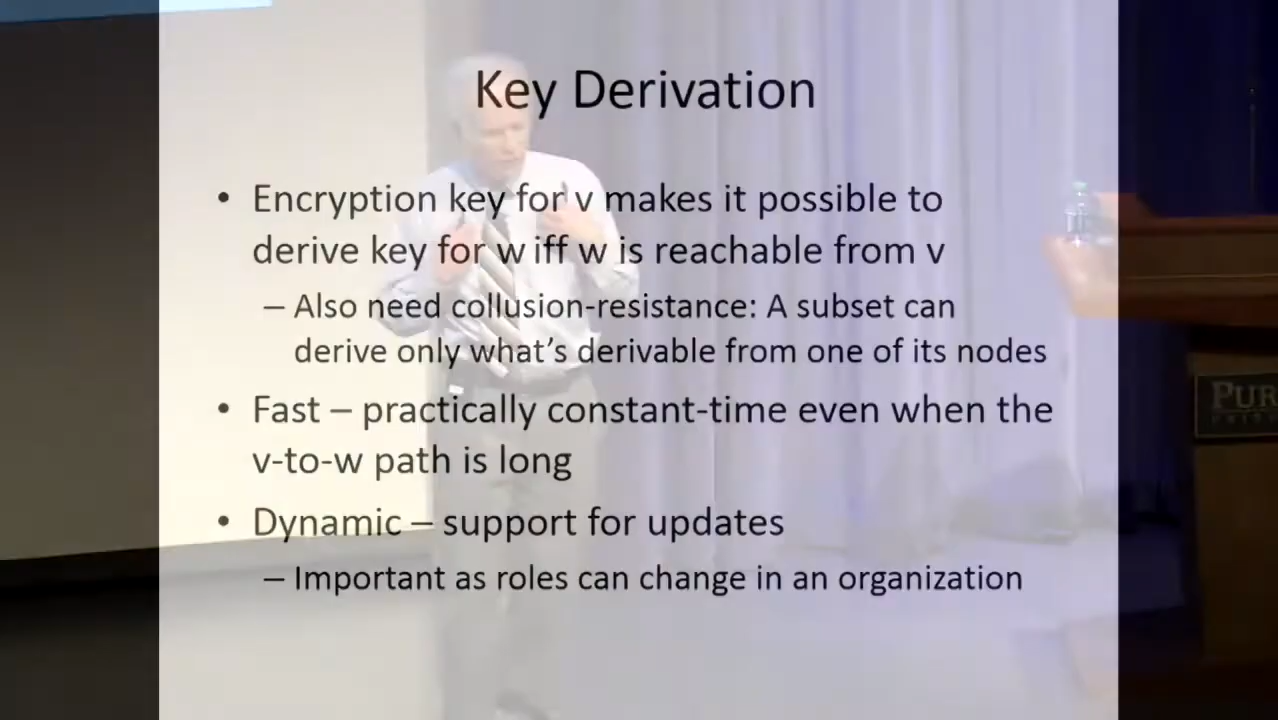 Key Derivation
• Encryption key for v makes it possible to
derive key for w iff w is reachable from v
– Also need collusion-resistance: A subset can
derive only what's derivable from one of its nodes
• Fast – practically constant-time even when the
v-to-w path is long
• Dynamic – support for updates
– Important as roles can change in an organization
PUR